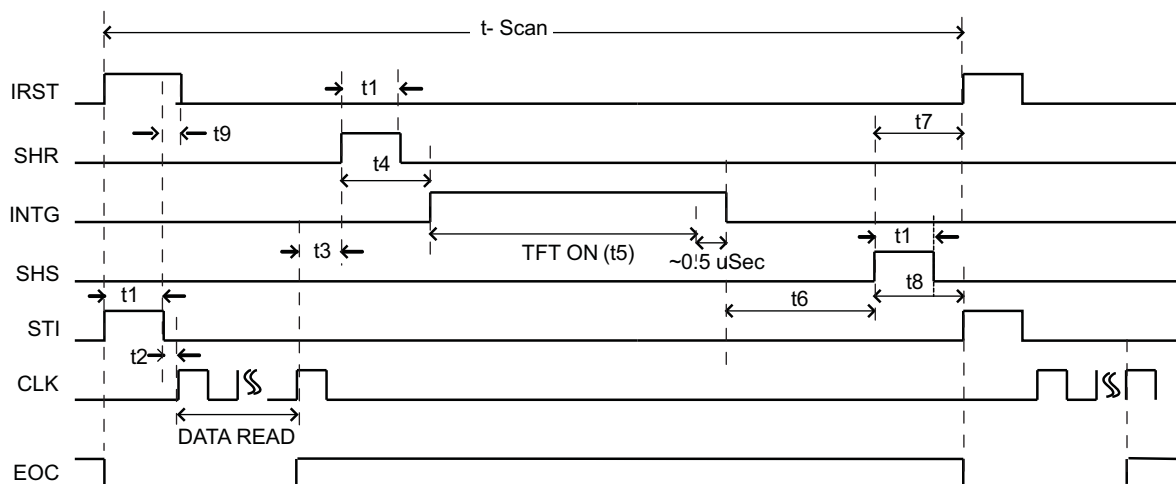 t- Scan
IRST
t1
t9
t7
SHR
t4
INTG
t3
TFT ON (t5)
~0.5 uSec
t1
SHS
t1
t6
t8
STI
t2
CLK
DATA READ
EOC